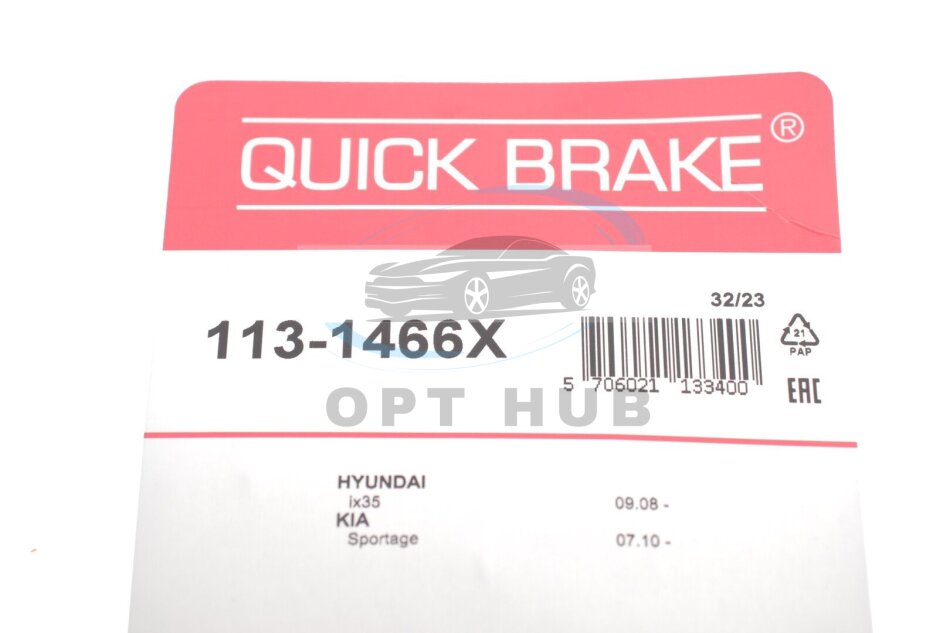 QUICK BRAKE®
32/23
113-1466X
21
PAP
5 706021 133400
EAC
OPT HUB
HYUNDAI
ix35 09.08 -
KIA
Sportage 07.10 -